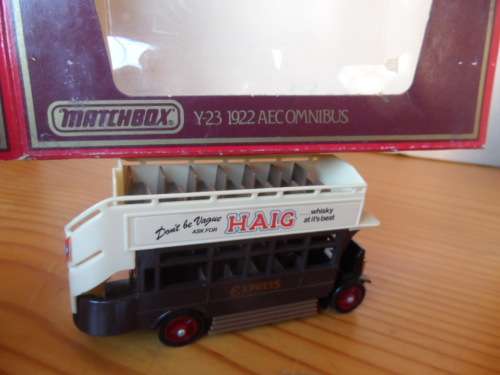 MATCHBOX
Y-23 1922 AEC OMNIBUS
Don't be Vague
ASK FOR
HAIG
...whisky
at it's best
EXPRESS